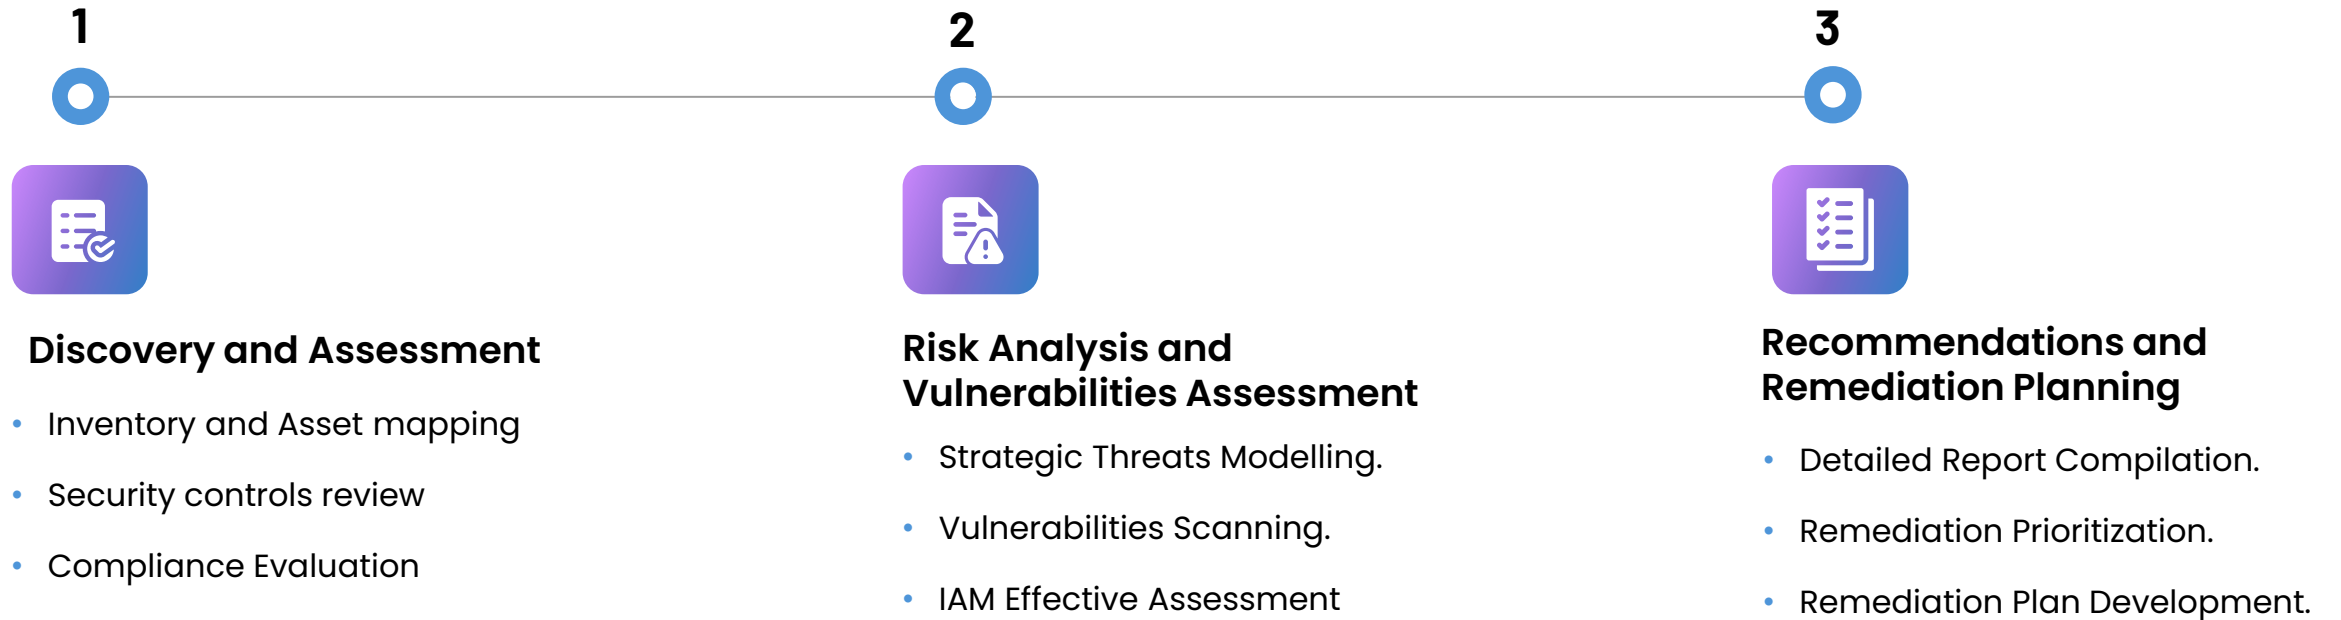 1
2
3
Discovery and Assessment
• Inventory and Asset mapping
• Security controls review
• Compliance Evaluation
Risk Analysis and
Vulnerabilities Assessment
• Strategic Threats Modelling.
• Vulnerabilities Scanning.
• IAM Effective Assessment
Recommendations and
Remediation Planning
• Detailed Report Compilation.
• Remediation Prioritization.
• Remediation Plan Development.